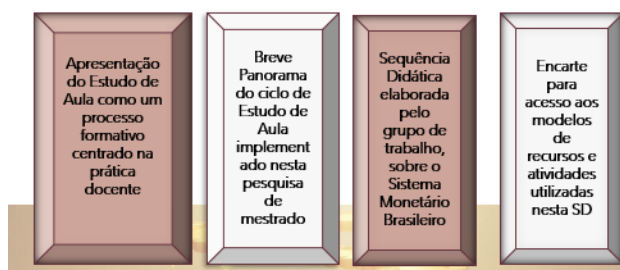 Apresentação
do Estudo de
Aula como um
processo
formativo
centrado na
prática
docente
Breve
Panorama
do ciclo de
Estudo de
Aula
implement
ado nesta
pesquisa
de
mestrado
Sequência
Didática
elaborada
pelo
grupo de
trabalho,
sobre o
Sistema
Monetário
Brasileiro
Encarte
para
acesso aos
modelos
de
recursos e
atividades
utilizadas
nesta SD